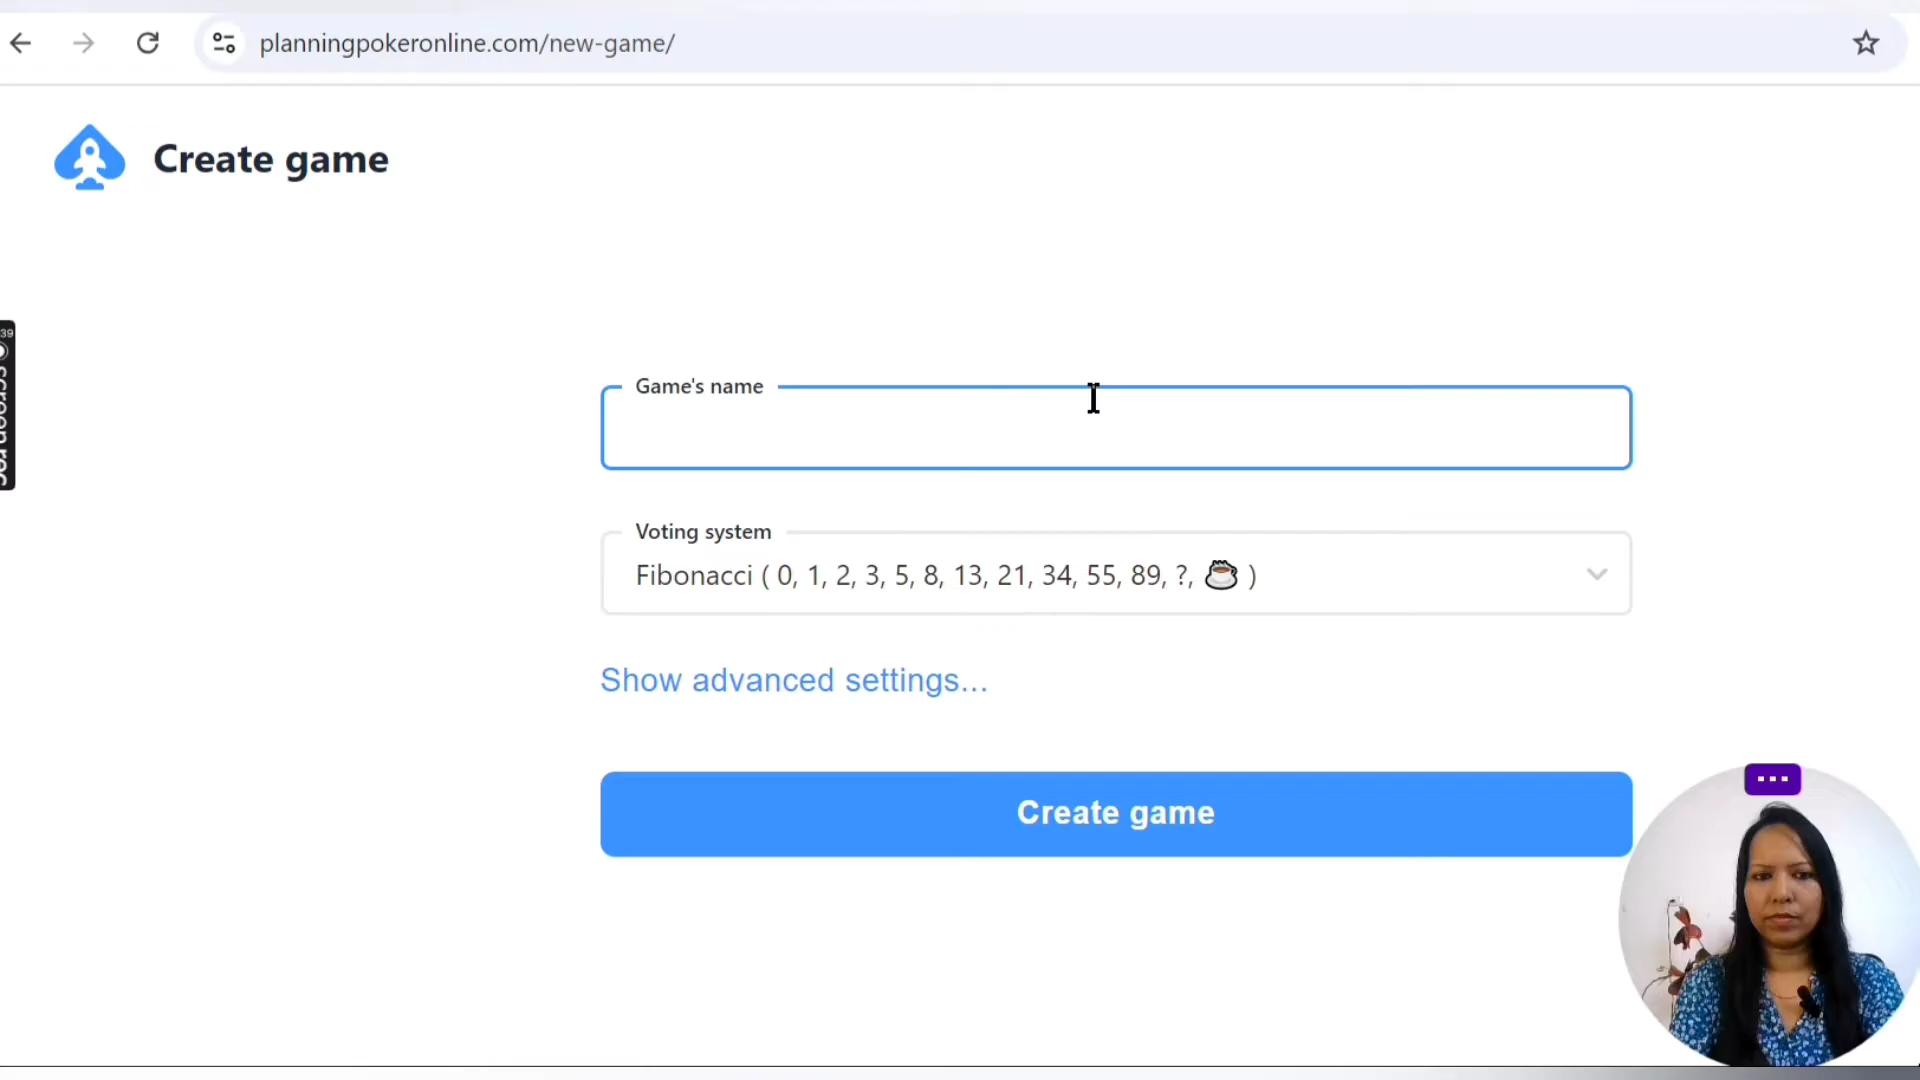 planningpokeronline.com/new-game/
Create game
39
Game's name
Voting system
Fibonacci ( 0, 1, 2, 3, 5, 8, 13, 21, 34, 55, 89, ?, ☕ )
Show advanced settings...
Create game